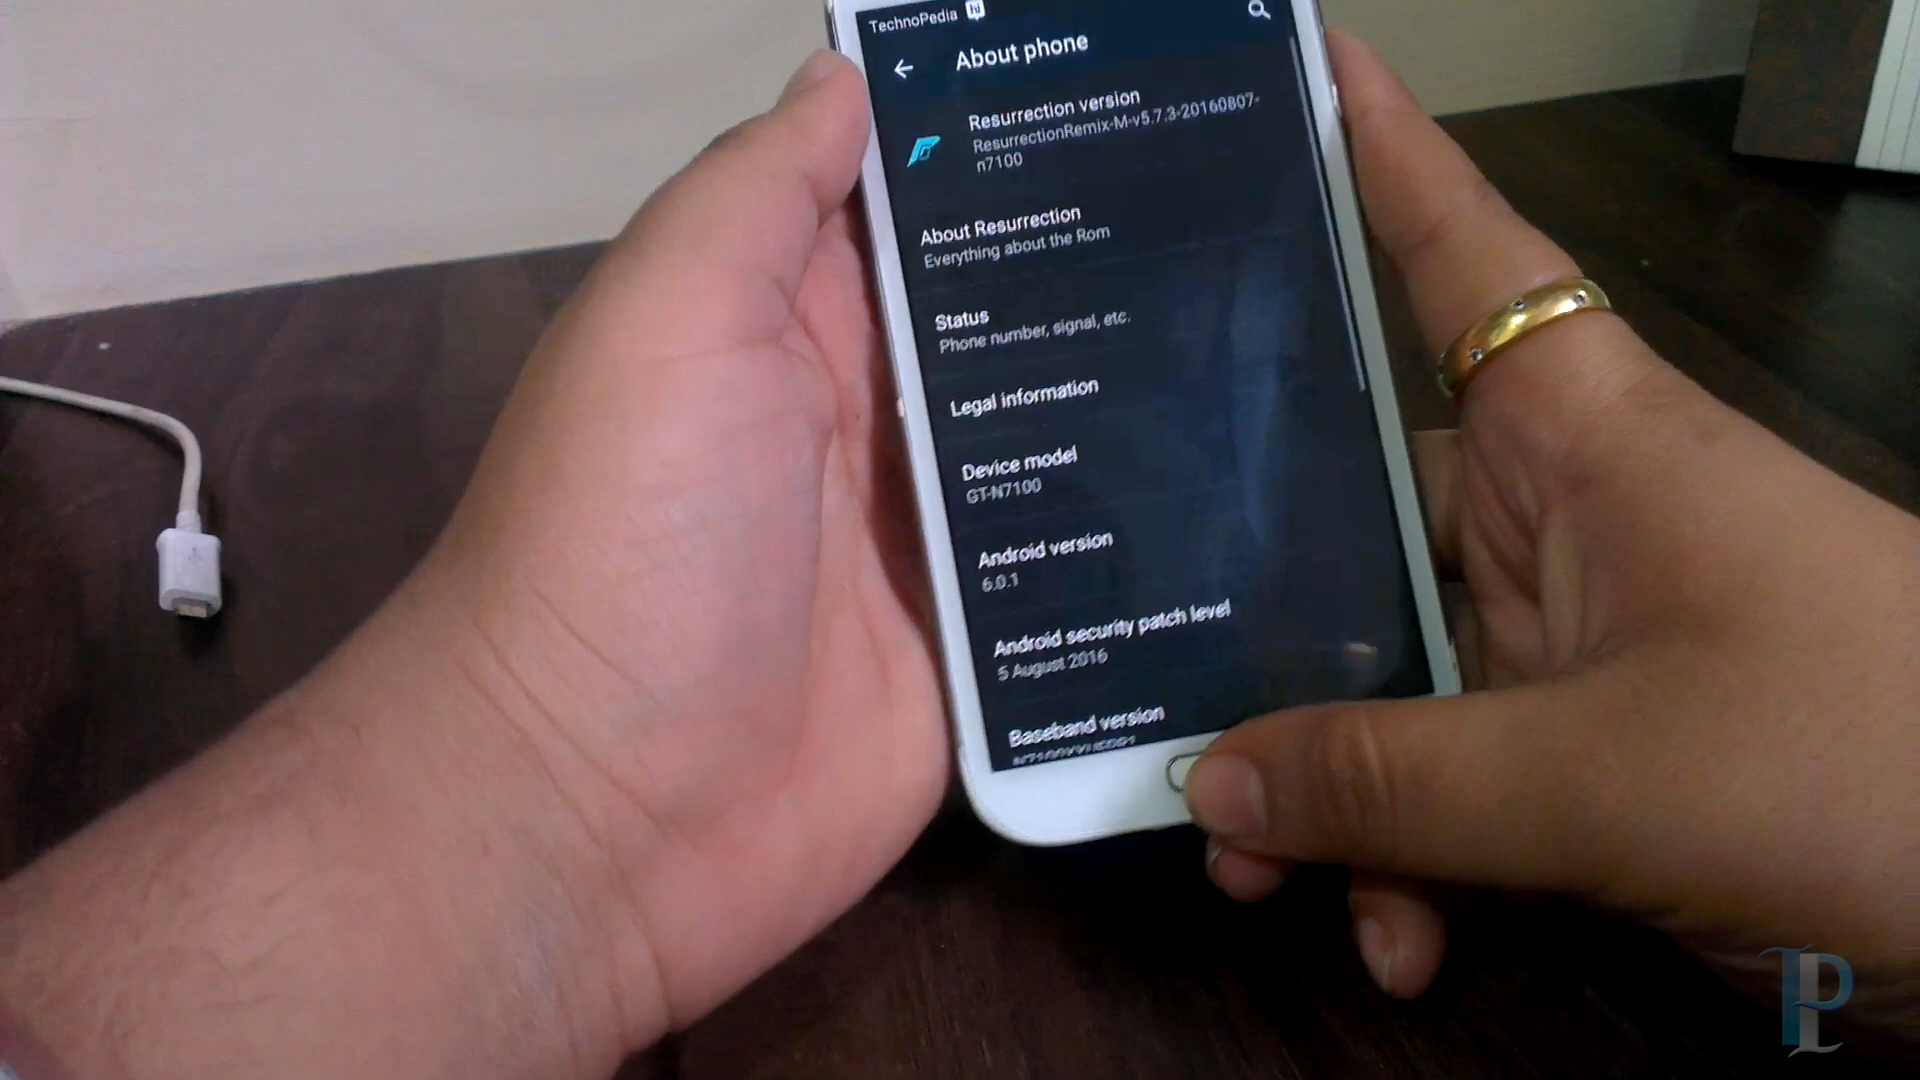 TechnoPedia
About phone
Resurrection version
ResurrectionRemix-M-v5.7.3-20160807-
n7100
About Resurrection
Everything about the Rom
Status
Phone number, signal, etc.
Legal information
Device model
GT-N7100
Android version
6.0.1
Android security patch level
5 August 2016
Baseband version